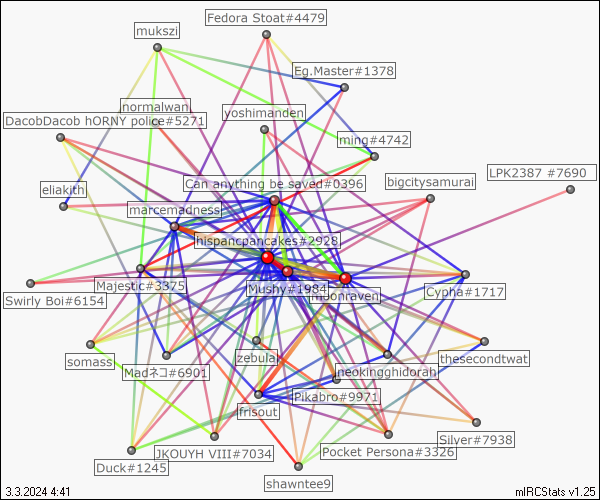 Fedora Stoat#4479
mukszi
Eg.Master#1378
normalwan
DacobDacob hORNY police#5271
yoshimanden
ming#4742
LPK2387 #7690
Can anything be saved#0396
bigcitysamurai
eliakith
marcemadness
hispancpancakes#2928
Majestic#3375
Mushy#1984
moonraven
Cypha#1717
Swirly Boi#6154
somass
Madネコ#6901
zebular
neokingghidorah
thesecondtwat
Pikabro#9971
frisout
Silver#7938
JKOUYH VIII#7034
Pocket Persona#3326
Duck#1245
shawntee9
3.3.2024 4:41
mIRCStats v1.25